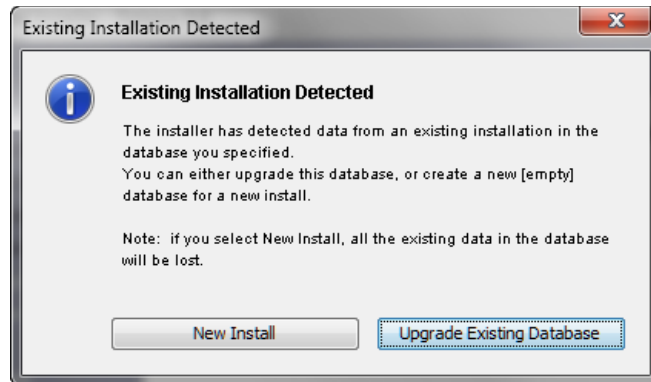 Existing Installation Detected
Existing Installation Detected
The installer has detected data from an existing installation in the
database you specified.
You can either upgrade this database, or create a new [empty]
database for a new install.
Note:  if you select New Install, all the existing data in the database
will be lost.
New Install
Upgrade Existing Database